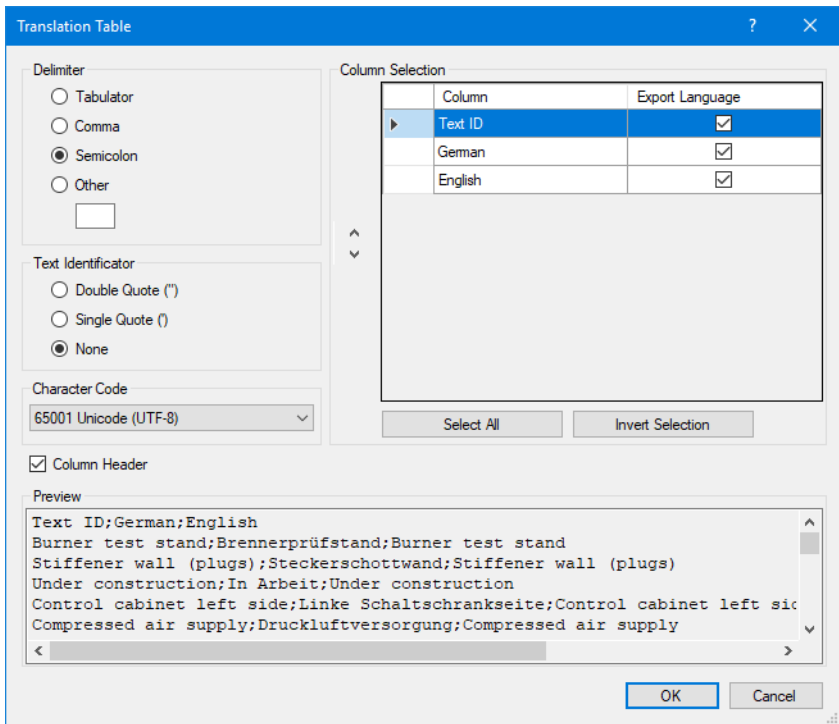 Translation Table
Delimiter
Tabulator
Comma
Semicolon
Other
Text Identificator
Double Quote (")
Single Quote (')
None
Character Code
65001 Unicode (UTF-8)
Column Header
Column Selection
Column Export Language
Text ID
German
English
Select All Invert Selection
Preview
Text ID;German;English
Burner test stand;Brennerprüfstand;Burner test stand
Stiffener wall (plugs);Steckerschottwand;Stiffener wall (plugs)
Under construction;In Arbeit;Under construction
Control cabinet left side;Linke Schaltschrankseite;Control cabinet left sid
Compressed air supply;Druckluftversorgung;Compressed air supply
OK Cancel